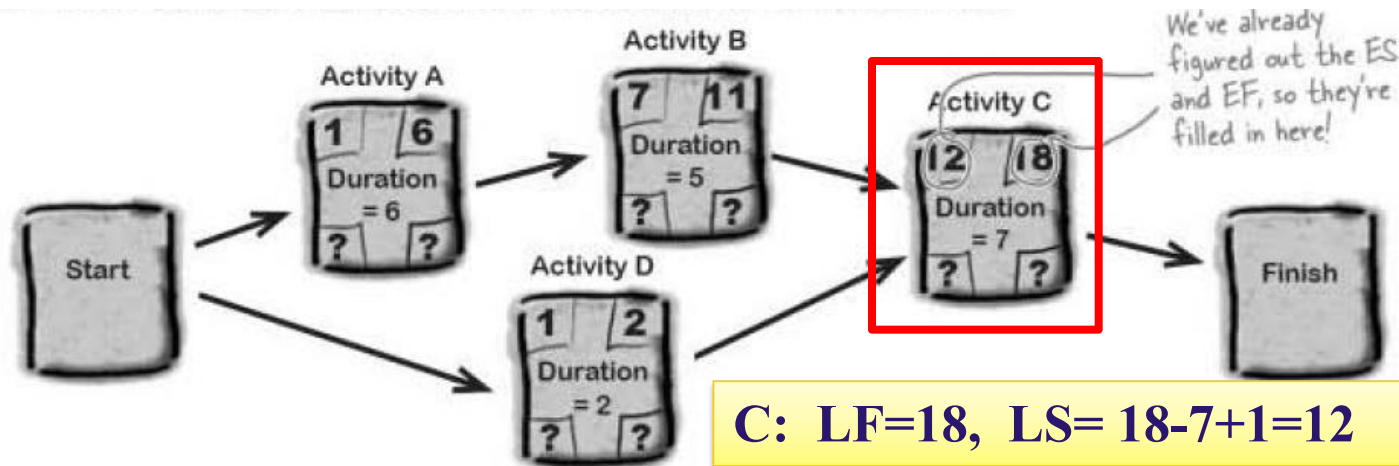 We've already
figured out the ES
and EF, so they're
filled in here!
Activity B
7 11
Duration
= 5
? ?
Activity A
1 6
Duration
= 6
? ?
Activity C
12 18
Duration
= 7
? ?
Start
Finish
Activity D
1 2
Duration
= 2
? ?
C: LF=18, LS= 18-7+1=12